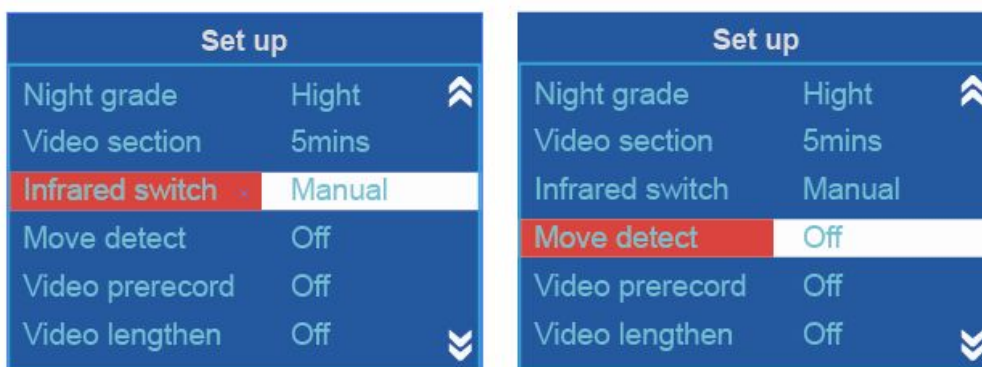 Set up
Night grade Hight
Video section 5mins
Infrared switch Manual
Move detect Off
Video prerecord Off
Video lengthen Off
Set up
Night grade Hight
Video section 5mins
Infrared switch Manual
Move detect Off
Video prerecord Off
Video lengthen Off